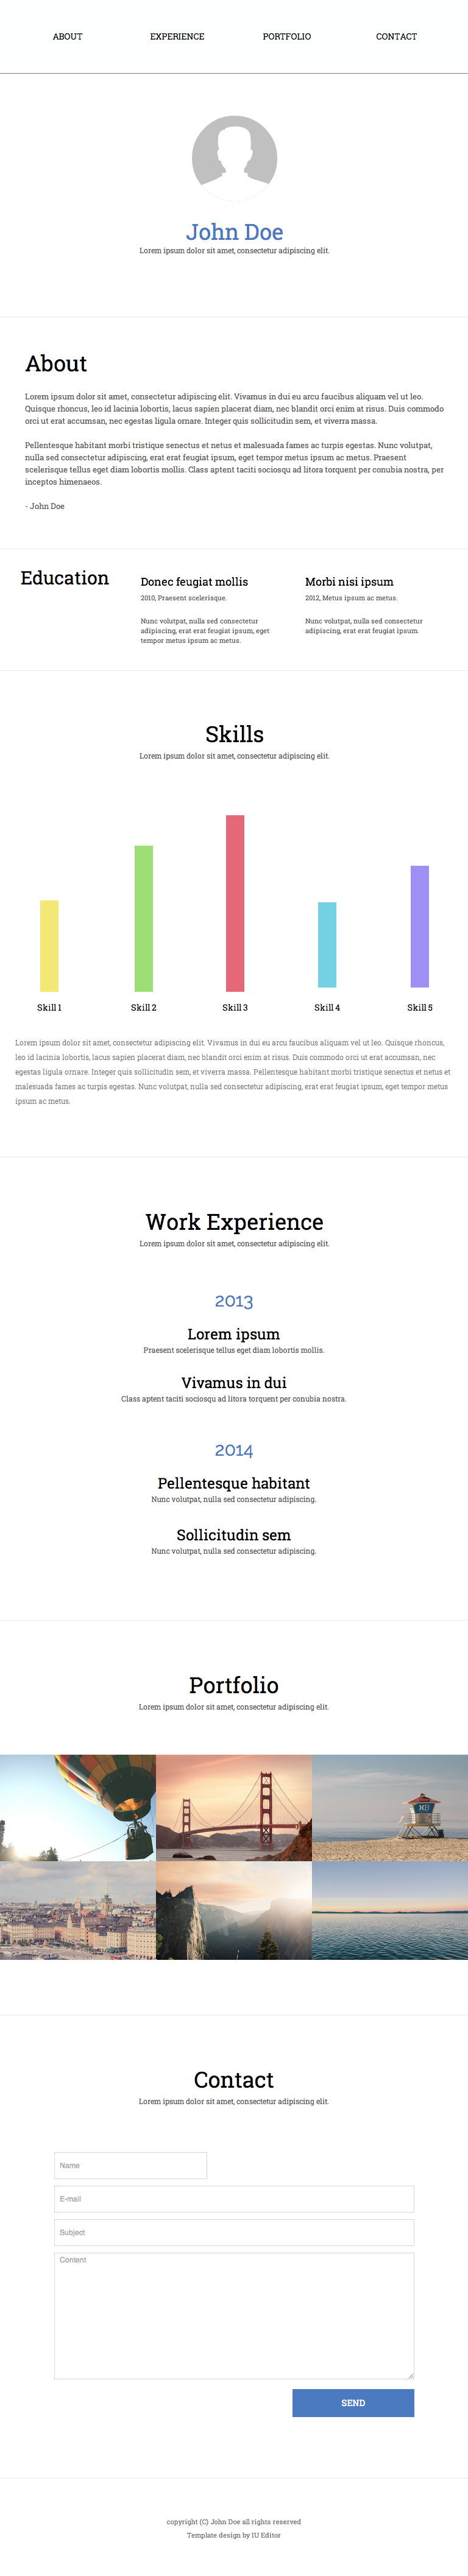 ABOUT EXPERIENCE PORTFOLIO CONTACT
John Doe
Lorem ipsum dolor sit amet, consectetur adipiscing elit.
About
Lorem ipsum dolor sit amet, consectetur adipiscing elit. Vivamus in dui eu arcu faucibus aliquam vel ut leo.
Quisque rhoncus, leo id lacinia lobortis, lacus sapien placerat diam, nec blandit orci enim at risus. Duis commodo
orci ut erat accumsan, nec egestas ligula ornare. Integer quis sollicitudin sem, et viverra massa.
Pellentesque habitant morbi tristique senectus et netus et malesuada fames ac turpis egestas. Nunc volutpat,
nulla sed consectetur adipiscing, erat erat feugiat ipsum, eget tempor metus ipsum ac metus. Praesent
scelerisque tellus eget diam lobortis mollis. Class aptent taciti sociosqu ad litora torquent per conubia nostra, per
inceptos himenaeos.
- John Doe
Education
Donec feugiat mollis
2010, Praesent scelerisque.
Nunc volutpat, nulla sed consectetur
adipiscing, erat erat feugiat ipsum, eget
tempor metus ipsum ac metus.
Morbi nisi ipsum
2012, Metus ipsum ac metus.
Nunc volutpat, nulla sed consectetur
adipiscing, erat erat feugiat ipsum.
Skills
Lorem ipsum dolor sit amet, consectetur adipiscing elit.
Skill 1 Skill 2 Skill 3 Skill 4 Skill 5
Lorem ipsum dolor sit amet, consectetur adipiscing elit. Vivamus in dui eu arcu faucibus aliquam vel ut leo. Quisque rhoncus,
leo id lacinia lobortis, lacus sapien placerat diam, nec blandit orci enim at risus. Duis commodo orci ut erat accumsan, nec
egestas ligula ornare. Integer quis sollicitudin sem, et viverra massa. Pellentesque habitant morbi tristique senectus et netus et
malesuada fames ac turpis egestas. Nunc volutpat, nulla sed consectetur adipiscing, erat erat feugiat ipsum, eget tempor metus
ipsum ac metus.
Work Experience
Lorem ipsum dolor sit amet, consectetur adipiscing elit.
2013
Lorem ipsum
Praesent scelerisque tellus eget diam lobortis mollis.
Vivamus in dui
Class aptent taciti sociosqu ad litora torquent per conubia nostra.
2014
Pellentesque habitant
Nunc volutpat, nulla sed consectetur adipiscing.
Sollicitudin sem
Nunc volutpat, nulla sed consectetur adipiscing.
Portfolio
Lorem ipsum dolor sit amet, consectetur adipiscing elit.
Contact
Lorem ipsum dolor sit amet, consectetur adipiscing elit.
Name
E-mail
Subject
Content
SEND
copyright (C) John Doe all rights reserved
Template design by IU Editor